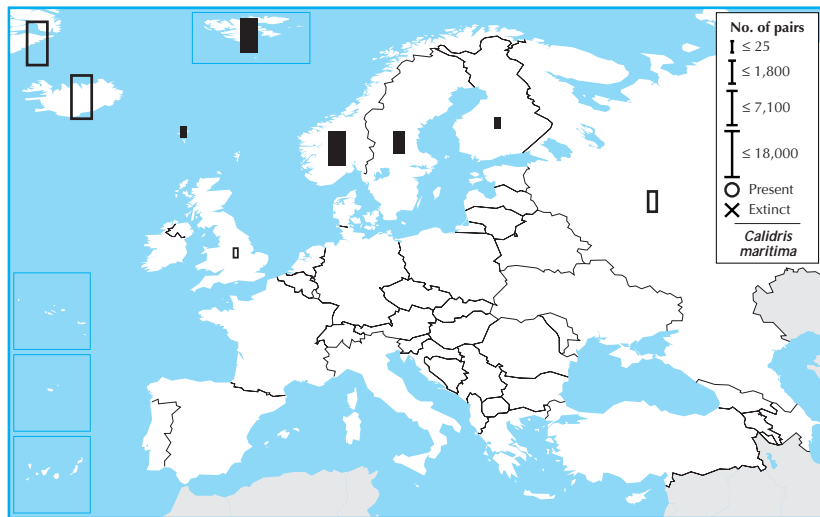 No. of pairs
≤ 25
≤ 1,800
≤ 7,100
≤ 18,000
Present
Extinct
Calidris
maritima